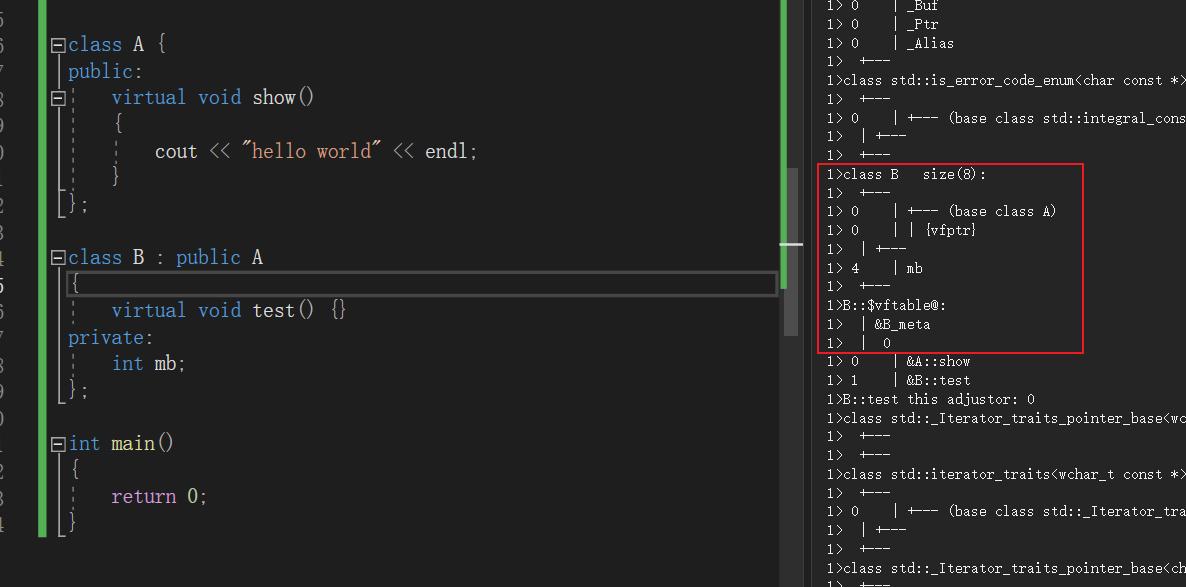 class A {
public:
virtual void show()
{
cout << "hello world" << endl;
}
};
class B : public A
{
virtual void test() {}
private:
int mb;
};
int main()
{
return 0;
}
1> 0 | _Buf
1> 0 | _Ptr
1> 0 | _Alias
1> +---
1>class std::is_error_code_enum<char const *>
1> +---
1> 0 | +--- (base class std::integral_cons
1> | +---
1> +---
1>class B size(8):
1> +---
1> 0 | +--- (base class A)
1> 0 | | {vfptr}
1> | +---
1> 4 | mb
1> +---
1>B::$vftable@:
1> | &B_meta
1> | 0
1> 0 | &A::show
1> 1 | &B::test
1>B::test this adjustor: 0
1>class std::_Iterator_traits_pointer_base<wc
1> +---
1> +---
1>class std::iterator_traits<wchar_t const *>
1> +---
1> 0 | +--- (base class std::_Iterator_tra
1> | +---
1> +---
1>class std::_Iterator_traits_pointer_base<ch
1> +---